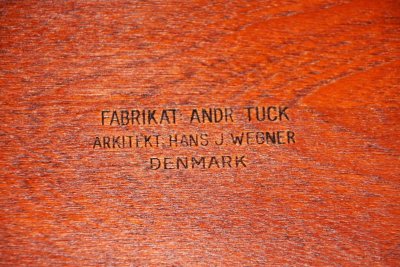 FABRIKAT ANDR TUCK
ARKITEKT, HANS J. WEGNER
DENMARK